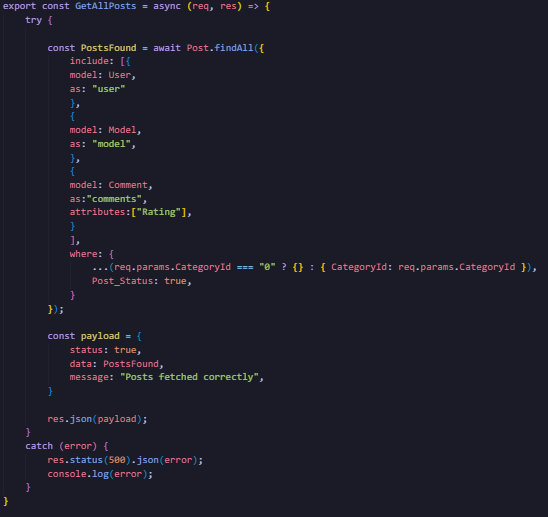 export const GetAllPosts = async (req, res) => {
try {
const PostsFound = await Post.findAll({
include: [{
model: User,
as: "user"
},
{
model: Model,
as: "model",
},
{
model: Comment,
as:"comments",
attributes:["Rating"],
}
],
where: {
...(req.params.CategoryId === "0" ? {} : { CategoryId: req.params.CategoryId }),
Post_Status: true,
}
});
const payload = {
status: true,
data: PostsFound,
message: "Posts fetched correctly",
}
res.json(payload);
}
catch (error) {
res.status(500).json(error);
console.log(error);
}
}